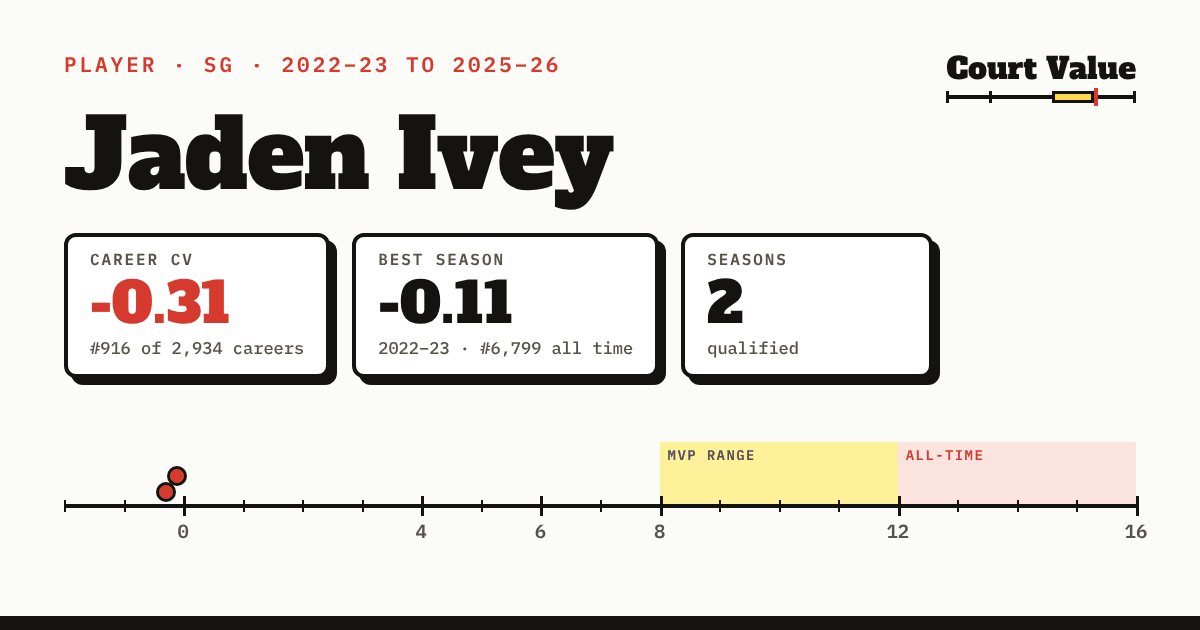 PLAYER · SG · 2022–23 TO 2025–26
Court Value
Jaden Ivey
CAREER CV
-0.31
#916 of 2,934 careers
BEST SEASON
-0.11
2022–23 · #6,799 all time
SEASONS
2
qualified
MVP RANGE
ALL-TIME
0 4 6 8 12 16